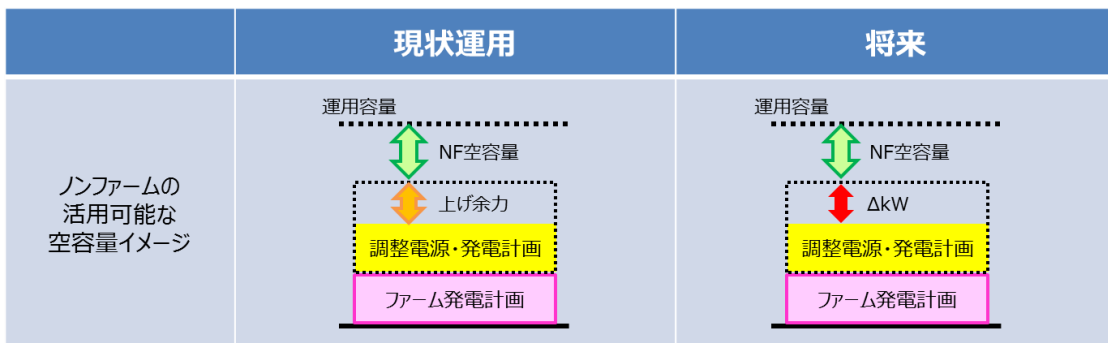 現状運用
将来
ノンファームの
活用可能な
空容量イメージ
運用容量
NF空容量
上げ余力
調整電源・発電計画
ファーム発電計画
運用容量
NF空容量
ΔkW
調整電源・発電計画
ファーム発電計画